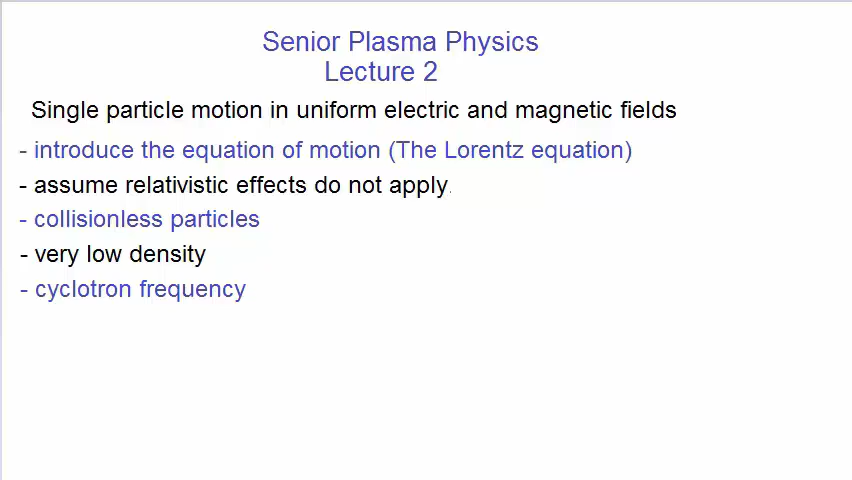 Senior Plasma Physics
Lecture 2
Single particle motion in uniform electric and magnetic fields
- introduce the equation of motion (The Lorentz equation)
- assume relativistic effects do not apply.
- collisionless particles
- very low density
- cyclotron frequency